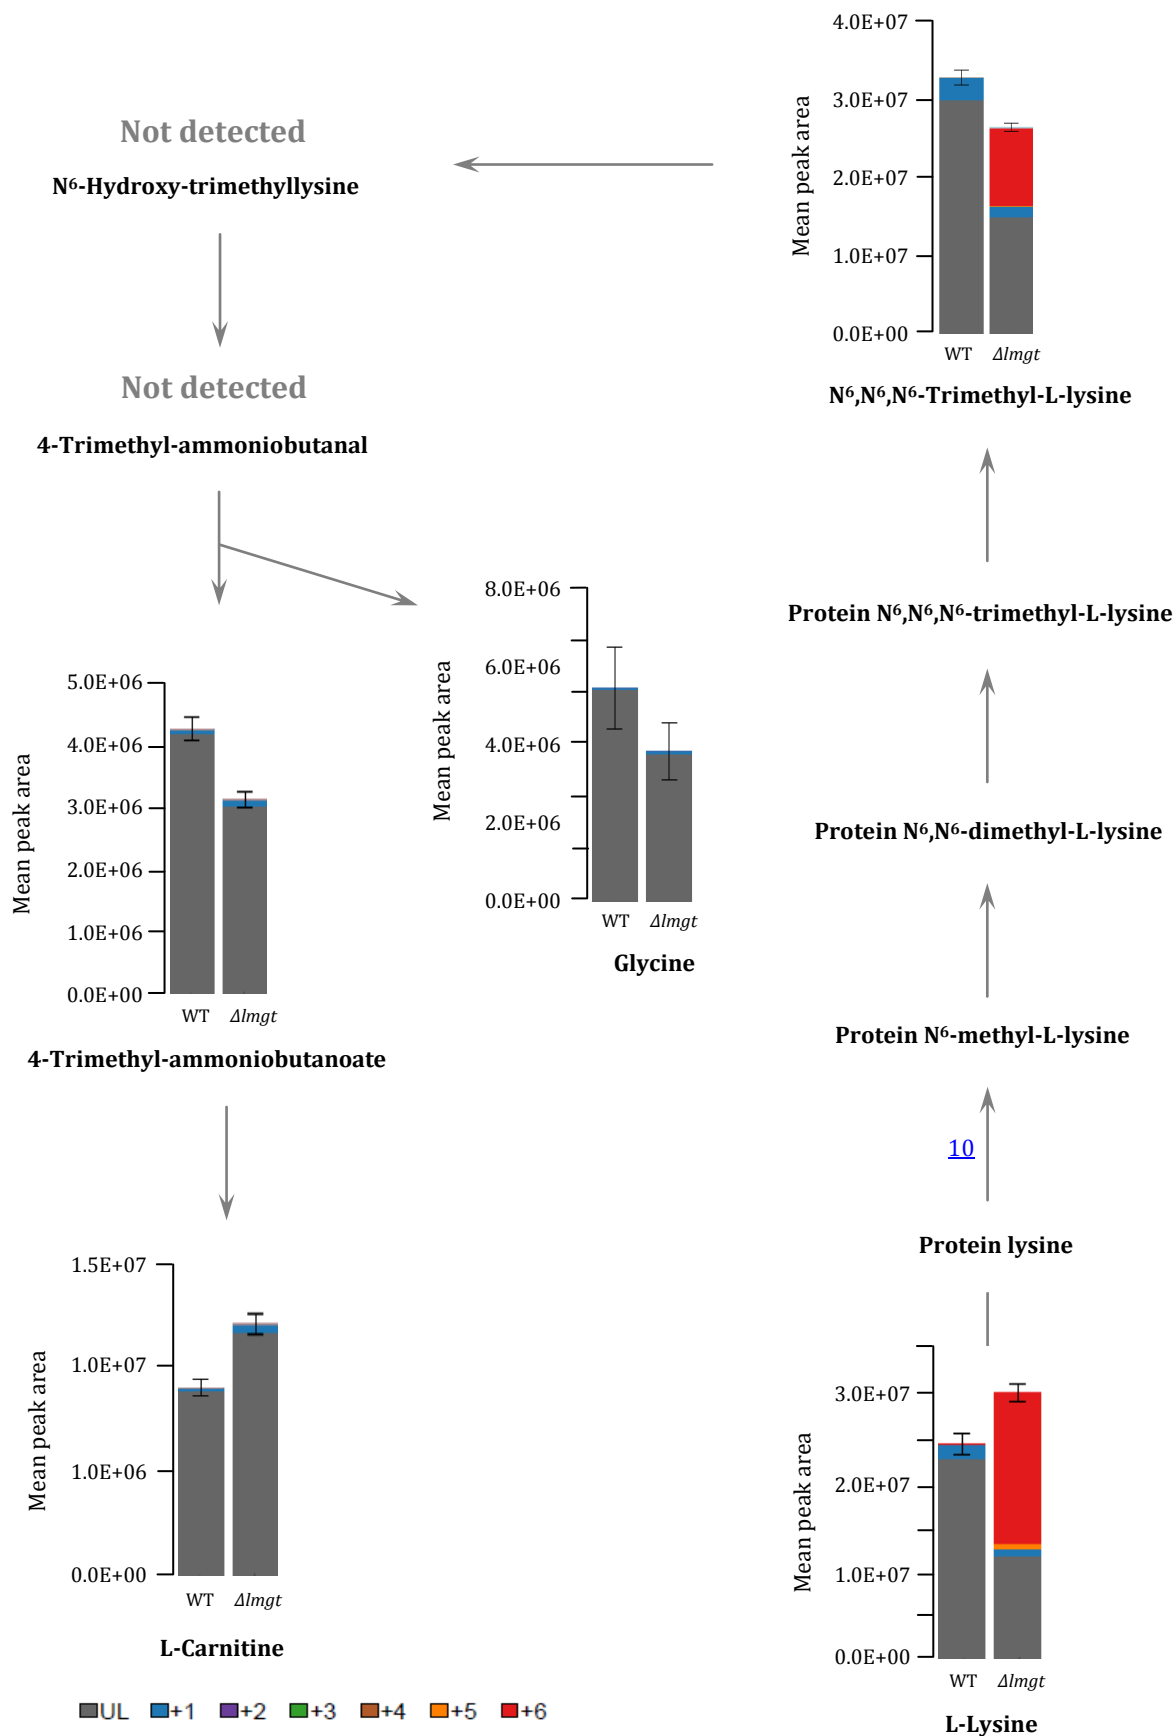 4.0E+07
3.0E+07
2.0E+07
1.0E+07
0.0E+00
Mean peak area
WT Δlmgt
N⁶,N⁶,N⁶-Trimethyl-L-lysine
Not detected
N⁶-Hydroxy-trimethyllysine
Not detected
4-Trimethyl-ammoniobutanal
8.0E+06
6.0E+06
4.0E+06
2.0E+06
0.0E+00
Mean peak area
WT Δlmgt
Glycine
Protein N⁶,N⁶,N⁶-trimethyl-L-lysine
Protein N⁶,N⁶-dimethyl-L-lysine
Protein N⁶-methyl-L-lysine
10
Protein lysine
5.0E+06
4.0E+06
3.0E+06
2.0E+06
1.0E+06
0.0E+00
Mean peak area
WT Δlmgt
4-Trimethyl-ammoniobutanoate
1.5E+07
1.0E+07
1.0E+06
0.0E+00
Mean peak area
WT Δlmgt
L-Carnitine
3.0E+07
2.0E+07
1.0E+07
0.0E+00
Mean peak area
WT Δlmgt
L-Lysine
UL +1 +2 +3 +4 +5 +6